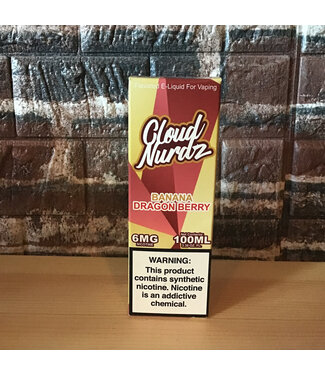 Flavored E-Liquid For Vaping
Cloud
Nurdz
BANANA
DRAGON BERRY
6MG
100ML
WARNING:
This product
contains synthetic
nicotine. Nicotine
is an addictive
chemical.